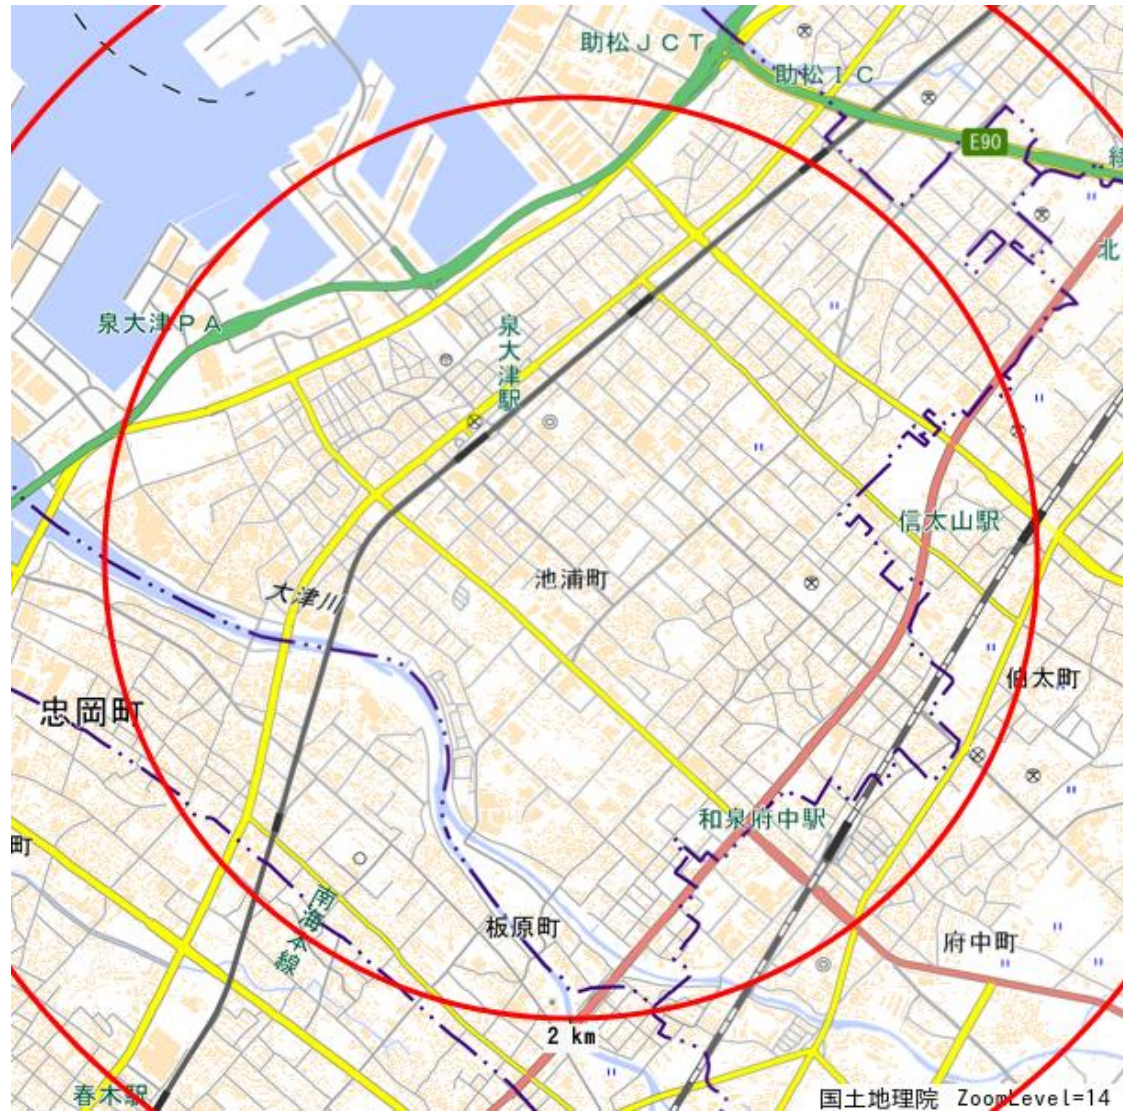 助松ＪＣＴ
助松ＩＣ
E90
北
泉大津ＰＡ
泉大津駅
信太山駅
池浦町
大津川
伯太町
忠岡町
和泉府中駅
町
南海本線
板原町
府中町
2 km
春木駅
国土地理院 ZoomLevel=14